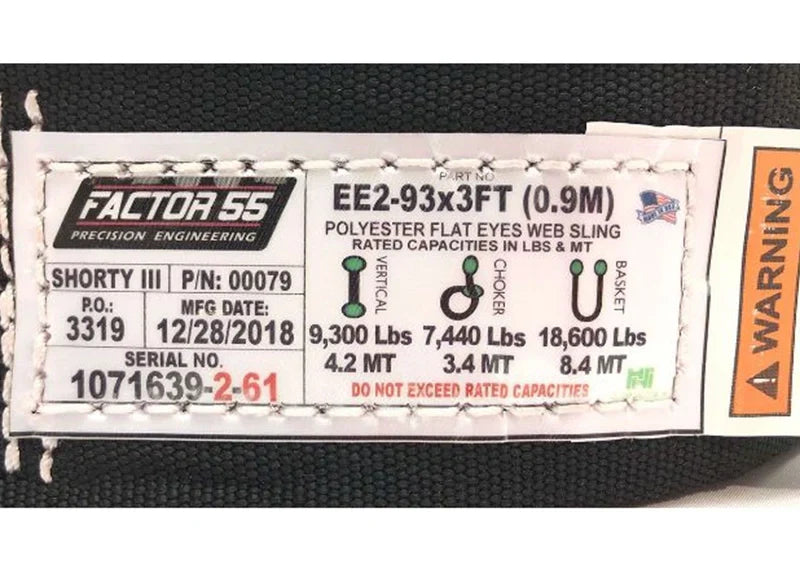 FACTOR 55
PRECISION ENGINEERING
SHORTY III P/N: 00079
P.O.: 3319
MFG DATE: 12/28/2018
SERIAL NO.
1071639-2-61
PART NO
EE2-93x3FT (0.9M)
POLYESTER FLAT EYES WEB SLING
RATED CAPACITIES IN LBS & MT
VERTICAL
CHOKER
BASKET
9,300 Lbs 7,440 Lbs 18,600 Lbs
4.2 MT 3.4 MT 8.4 MT
DO NOT EXCEED RATED CAPACITIES
MADE IN USA
WARNING